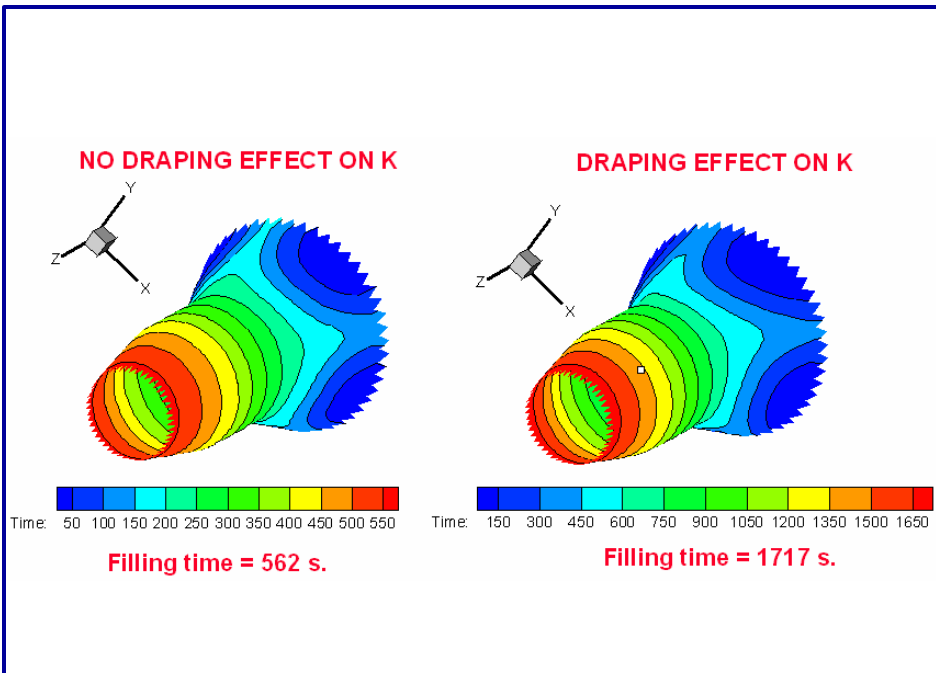 NO DRAPING EFFECT ON K
Y
Z
X
Time: 50 100 150 200 250 300 350 400 450 500 550
Filling time = 562 s.
DRAPING EFFECT ON K
Y
Z
X
Time: 150 300 450 600 750 900 1050 1200 1350 1500 1650
Filling time = 1717 s.